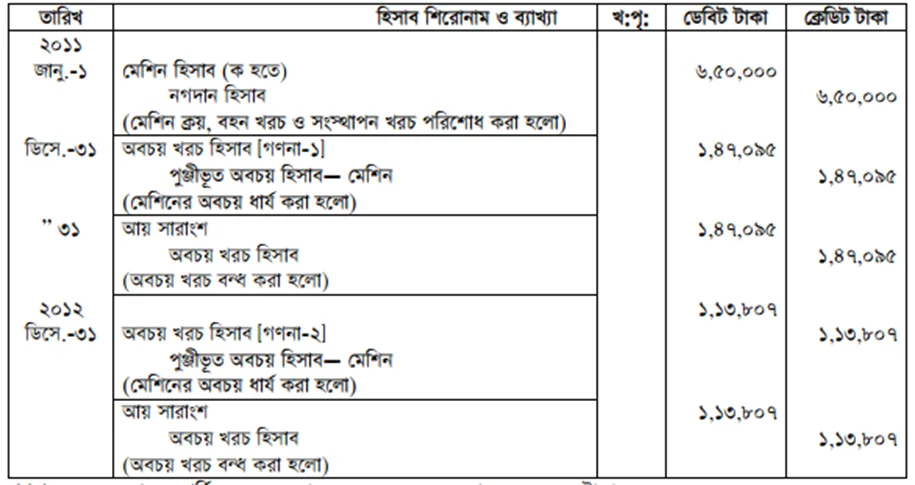 তারিখ হিসাব শিরোনাম ও ব্যাখ্যা খ:পৃ: ডেবিট টাকা ক্রেডিট টাকা
২০১১
জানু.-১ মেশিন হিসাব (ক হতে) ৬,৫০,০০০
নগদান হিসাব ৬,৫০,০০০
(মেশিন ক্রয়, বহন খরচ ও সংস্থাপন খরচ পরিশোধ করা হলো)
ডিসে.-৩১ অবচয় খরচ হিসাব [গণনা-১] ১,৪৭,০৯৫
পুঞ্জীভূত অবচয় হিসাব— মেশিন ১,৪৭,০৯৫
(মেশিনের অবচয় ধার্য করা হলো)
” ৩১ আয় সারাংশ ১,৪৭,০৯৫
অবচয় খরচ হিসাব ১,৪৭,০৯৫
(অবচয় খরচ বন্ধ করা হলো)
২০১২ ১,১৩,৮০৭
ডিসে.-৩১ অবচয় খরচ হিসাব [গণনা-২] ১,১৩,৮০৭
পুঞ্জীভূত অবচয় হিসাব— মেশিন
(মেশিনের অবচয় ধার্য করা হলো)
আয় সারাংশ ১,১৩,৮০৭
অবচয় খরচ হিসাব ১,১৩,৮০৭
(অবচয় খরচ বন্ধ করা হলো)